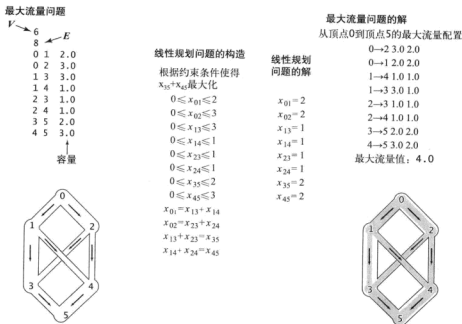 最大流量问题
V
6
E
8
0 1 2.0
0 2 3.0
1 3 3.0
1 4 1.0
2 3 1.0
2 4 1.0
3 5 2.0
4 5 3.0
容量
0
1
2
3
4
5
线性规划问题的构造
根据约束条件使得
x₃₅+x₄₅最大化
0≤x₀₁≤2
0≤x₀₂≤3
0≤x₁₃≤3
0≤x₁₄≤1
0≤x₂₃≤1
0≤x₂₄≤1
0≤x₃₅≤2
0≤x₄₅≤3
x₀₁=x₁₃+x₁₄
x₀₂=x₂₃+x₂₄
x₁₃+x₂₃=x₃₅
x₁₄+x₂₄=x₄₅
线性规划
问题的解
x₀₁=2
x₀₂=2
x₁₃=1
x₁₄=1
x₂₃=1
x₂₄=1
x₃₅=2
x₄₅=2
最大流量问题的解
从顶点0到顶点5的最大流量配置
0→2 3.0 2.0
0→1 2.0 2.0
1→4 1.0 1.0
1→3 3.0 1.0
2→3 1.0 1.0
2→4 1.0 1.0
3→5 2.0 2.0
4→5 3.0 2.0
最大流量值：4.0
0
1
2
3
4
5